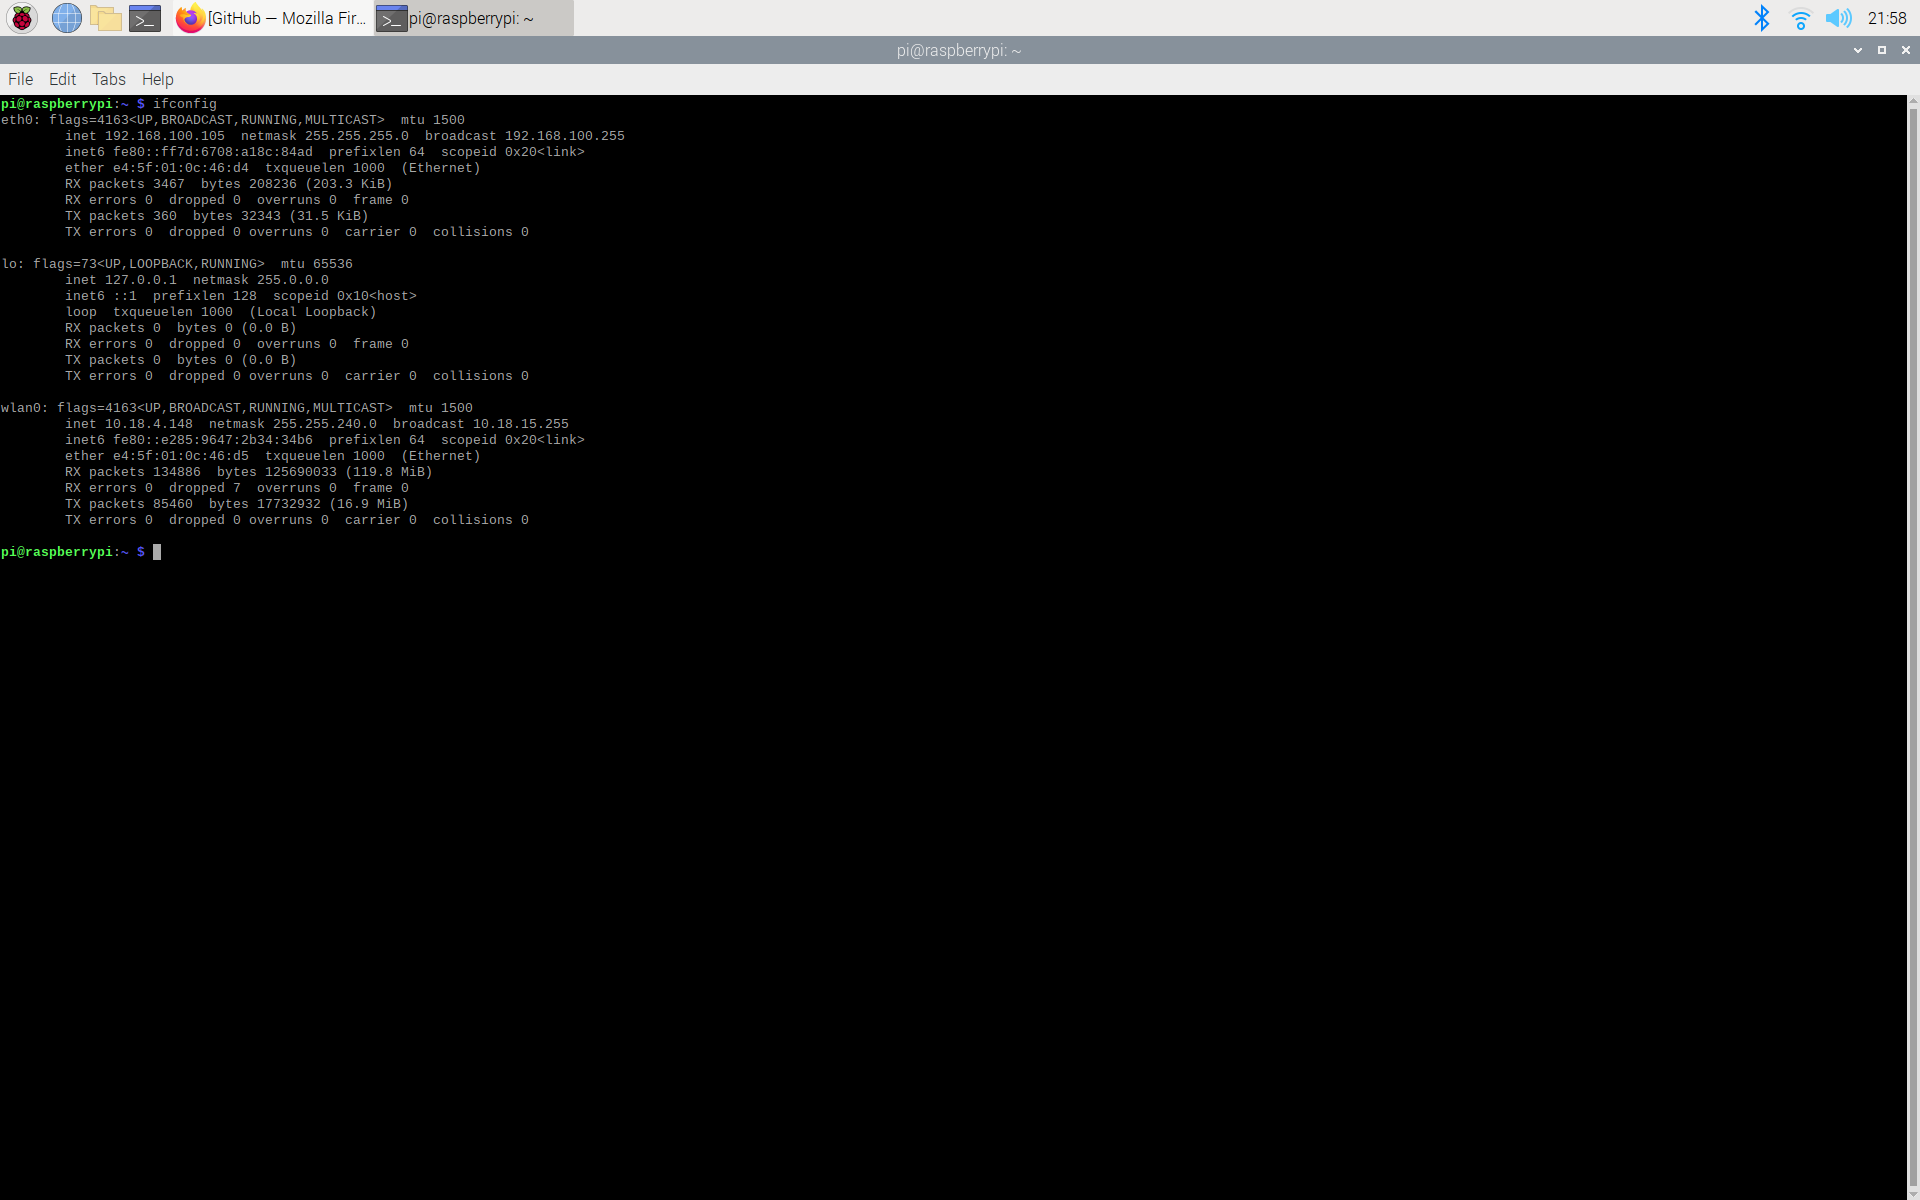 [GitHub — Mozilla Fir... pi@raspberrypi: ~ 21:58
pi@raspberrypi: ~
File Edit Tabs Help
pi@raspberrypi:~ $ ifconfig
eth0: flags=4163<UP,BROADCAST,RUNNING,MULTICAST>  mtu 1500
        inet 192.168.100.105  netmask 255.255.255.0  broadcast 192.168.100.255
        inet6 fe80::ff7d:6708:a18c:84ad  prefixlen 64  scopeid 0x20<link>
        ether e4:5f:01:0c:46:d4  txqueuelen 1000  (Ethernet)
        RX packets 3467  bytes 208236 (203.3 KiB)
        RX errors 0  dropped 0  overruns 0  frame 0
        TX packets 360  bytes 32343 (31.5 KiB)
        TX errors 0  dropped 0 overruns 0  carrier 0  collisions 0

lo: flags=73<UP,LOOPBACK,RUNNING>  mtu 65536
        inet 127.0.0.1  netmask 255.0.0.0
        inet6 ::1  prefixlen 128  scopeid 0x10<host>
        loop  txqueuelen 1000  (Local Loopback)
        RX packets 0  bytes 0 (0.0 B)
        RX errors 0  dropped 0  overruns 0  frame 0
        TX packets 0  bytes 0 (0.0 B)
        TX errors 0  dropped 0 overruns 0  carrier 0  collisions 0

wlan0: flags=4163<UP,BROADCAST,RUNNING,MULTICAST>  mtu 1500
        inet 10.18.4.148  netmask 255.255.240.0  broadcast 10.18.15.255
        inet6 fe80::e285:9647:2b34:34b6  prefixlen 64  scopeid 0x20<link>
        ether e4:5f:01:0c:46:d5  txqueuelen 1000  (Ethernet)
        RX packets 134886  bytes 125690033 (119.8 MiB)
        RX errors 0  dropped 7  overruns 0  frame 0
        TX packets 85460  bytes 17732932 (16.9 MiB)
        TX errors 0  dropped 0 overruns 0  carrier 0  collisions 0

pi@raspberrypi:~ $